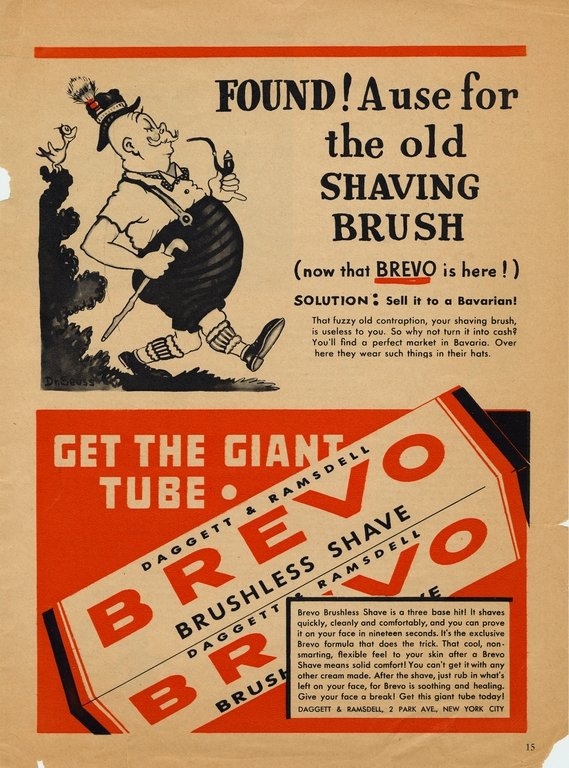 FOUND! A use for
the old
SHAVING
BRUSH
(now that BREVO is here!)
SOLUTION: Sell it to a Bavarian!
That fuzzy old contraption, your shaving brush,
is useless to you. So why not turn it into cash?
You'll find a perfect market in Bavaria. Over
here they wear such things in their hats.
Dr. Seuss
GET THE GIANT
TUBE •
DAGGETT & RAMSDELL
BREVO
BRUSHLESS SHAVE
DAGGETT & RAMSDELL
BREVO
BRUSH
VE
Brevo Brushless Shave is a three base hit! It shaves
quickly, cleanly and comfortably, and you can prove
it on your face in nineteen seconds. It's the exclusive
Brevo formula that does the trick. That cool, non-
smarting, flexible feel to your skin after a Brevo
Shave means solid comfort! You can't get it with any
other cream made. After the shave, just rub in what's
left on your face, for Brevo is soothing and healing.
Give your face a break! Get this giant tube today!
DAGGETT & RAMSDELL, 2 PARK AVE., NEW YORK CITY
15